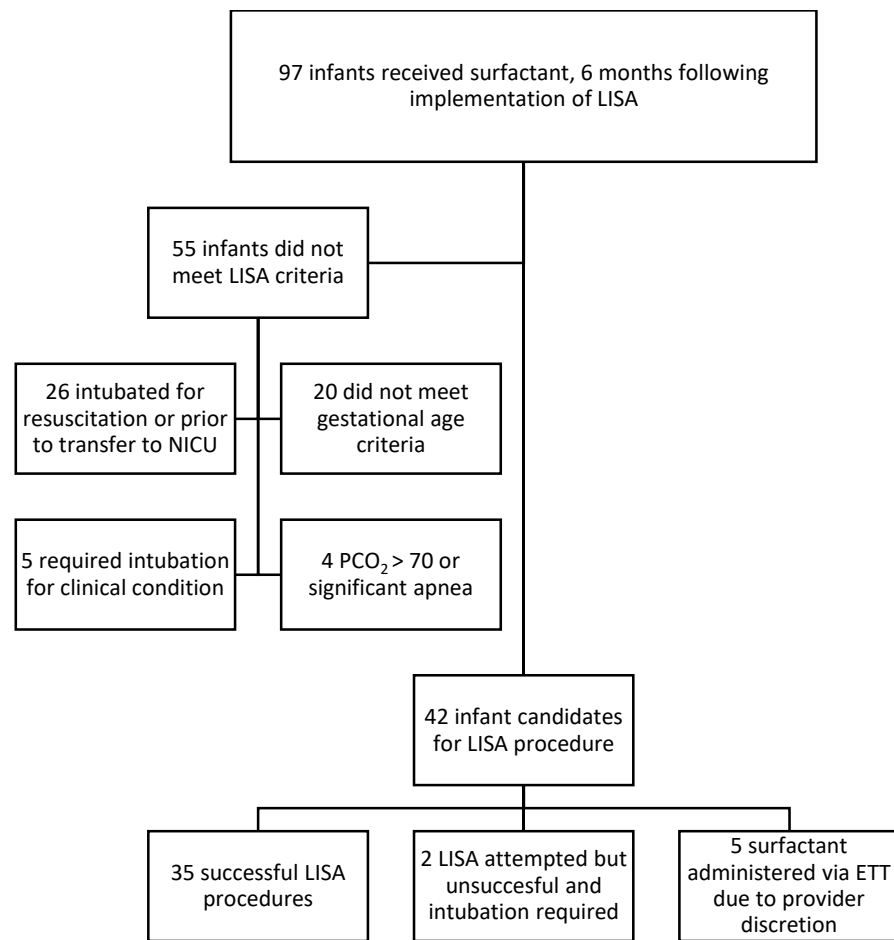 97 infants received surfactant, 6 months following
implementation of LISA
55 infants did not
meet LISA criteria
26 intubated for
resuscitation or prior
to transfer to NICU
20 did not meet
gestational age
criteria
5 required intubation
for clinical condition
4 PCO₂ > 70 or
significant apnea
42 infant candidates
for LISA procedure
35 successful LISA
procedures
2 LISA attempted but
unsuccesful and
intubation required
5 surfactant
administered via ETT
due to provider
discretion